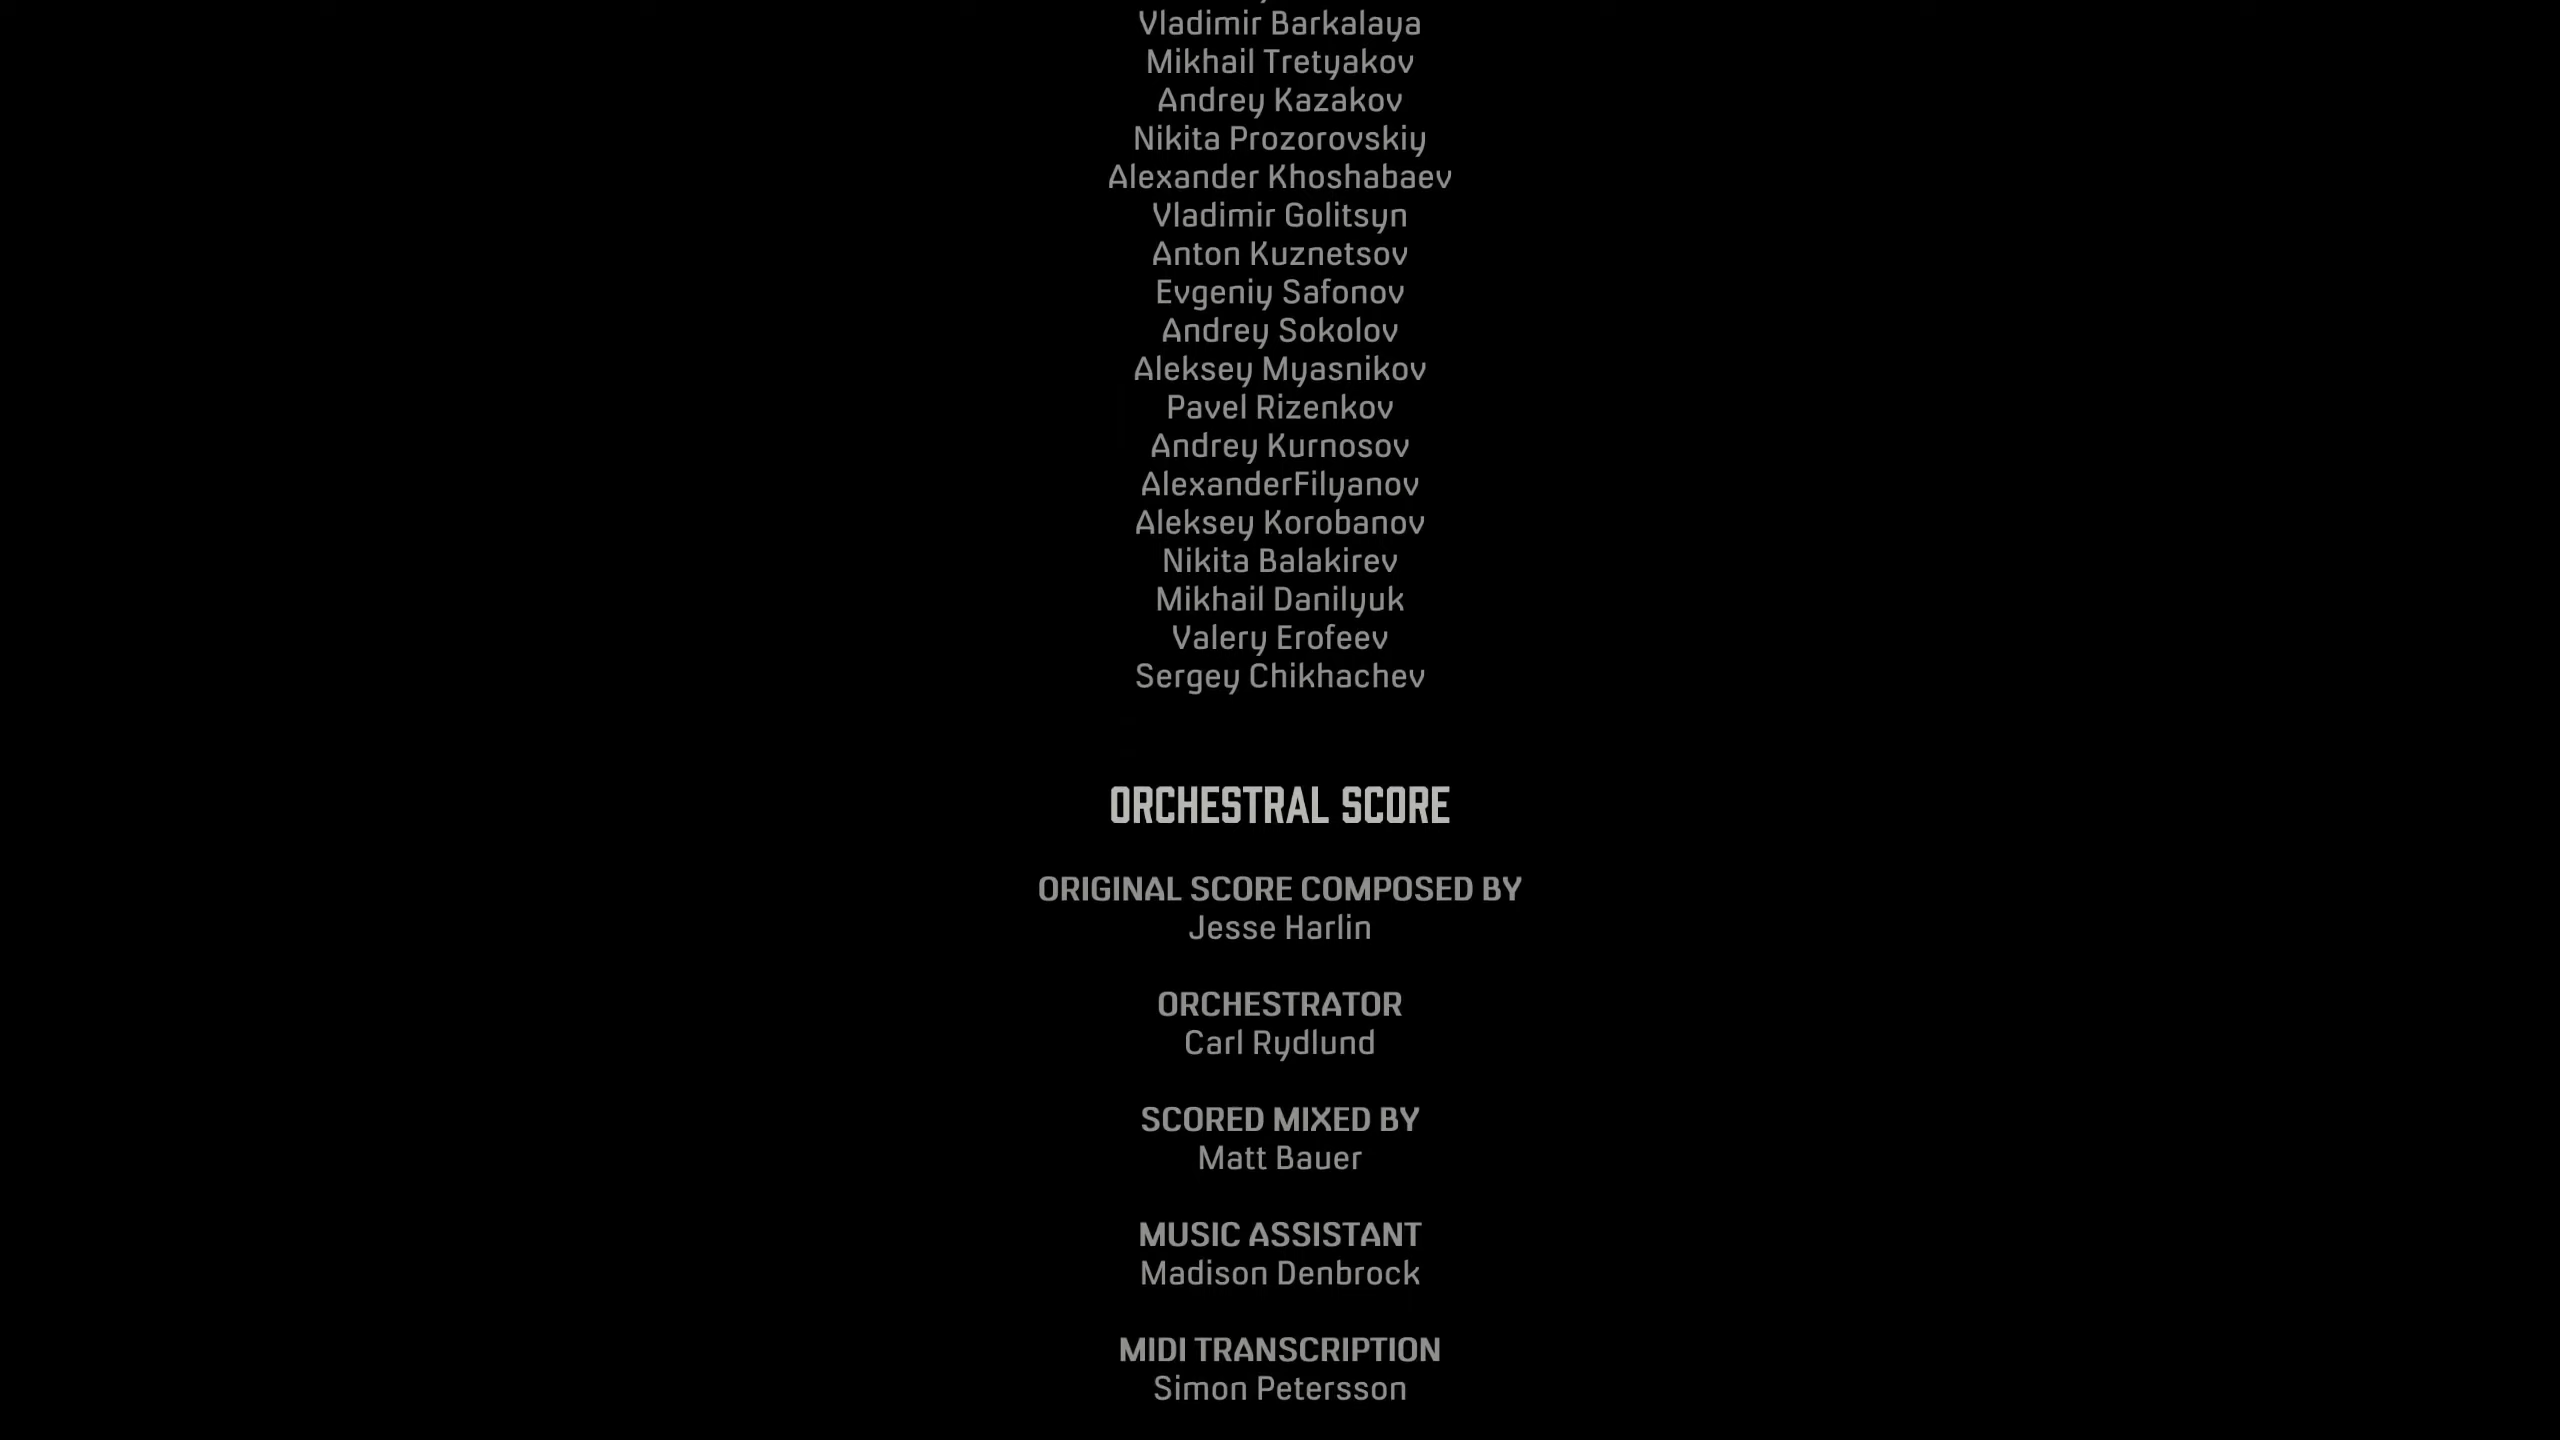 Vladimir Barkalaya
Mikhail Tretyakov
Andrey Kazakov
Nikita Prozorovskiy
Alexander Khoshabaev
Vladimir Golitsyn
Anton Kuznetsov
Evgeniy Safonov
Andrey Sokolov
Aleksey Myasnikov
Pavel Rizenkov
Andrey Kurnosov
AlexanderFilyanov
Aleksey Korobanov
Nikita Balakirev
Mikhail Danilyuk
Valery Erofeev
Sergey Chikhachev
ORCHESTRAL SCORE
ORIGINAL SCORE COMPOSED BY
Jesse Harlin
ORCHESTRATOR
Carl Rydlund
SCORED MIXED BY
Matt Bauer
MUSIC ASSISTANT
Madison Denbrock
MIDI TRANSCRIPTION
Simon Petersson